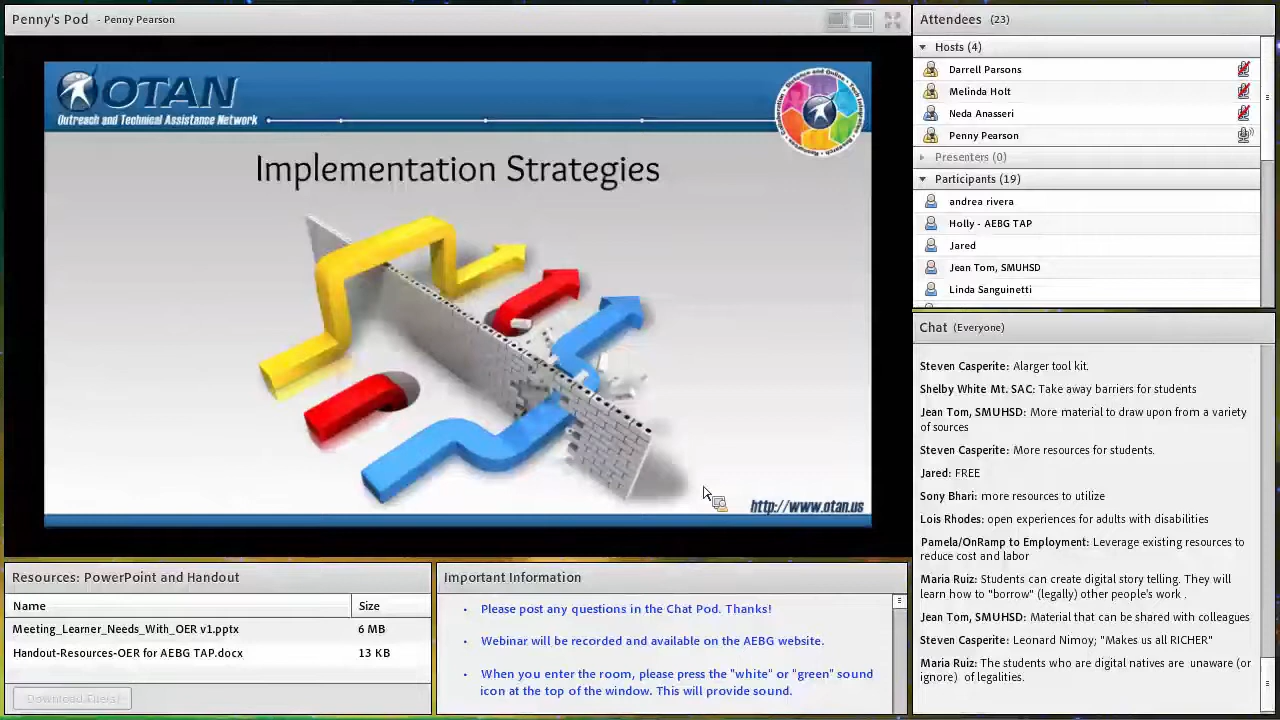 Penny's Pod - Penny Pearson
OTAN
Outreach and Technical Assistance Network
Implementation Strategies
http://www.otan.us
Resources: PowerPoint and Handout
Name Size
Meeting_Learner_Needs_With_OER v1.pptx 6 MB
Handout-Resources-OER for AEBG TAP.docx 13 KB
Download File(s)
Important Information
• Please post any questions in the Chat Pod. Thanks!
• Webinar will be recorded and available on the AEBG website.
• When you enter the room, please press the "white" or "green" sound
icon at the top of the window. This will provide sound.
Attendees (23)
Hosts (4)
Darrell Parsons
Melinda Holt
Neda Anasseri
Penny Pearson
Presenters (0)
Participants (19)
andrea rivera
Holly - AEBG TAP
Jared
Jean Tom, SMUHSD
Linda Sanguinetti
Chat (Everyone)
Steven Casperite: Alarger tool kit.
Shelby White Mt. SAC: Take away barriers for students
Jean Tom, SMUHSD: More material to draw upon from a variety
of sources
Steven Casperite: More resources for students.
Jared: FREE
Sony Bhari: more resources to utilize
Lois Rhodes: open experiences for adults with disabilities
Pamela/OnRamp to Employment: Leverage existing resources to
reduce cost and labor
Maria Ruiz: Students can create digital story telling. They will
learn how to "borrow" (legally) other people's work .
Jean Tom, SMUHSD: Material that can be shared with colleagues
Steven Casperite: Leonard Nimoy; "Makes us all RICHER"
Maria Ruiz: The students who are digital natives are unaware (or
ignore) of legalities.